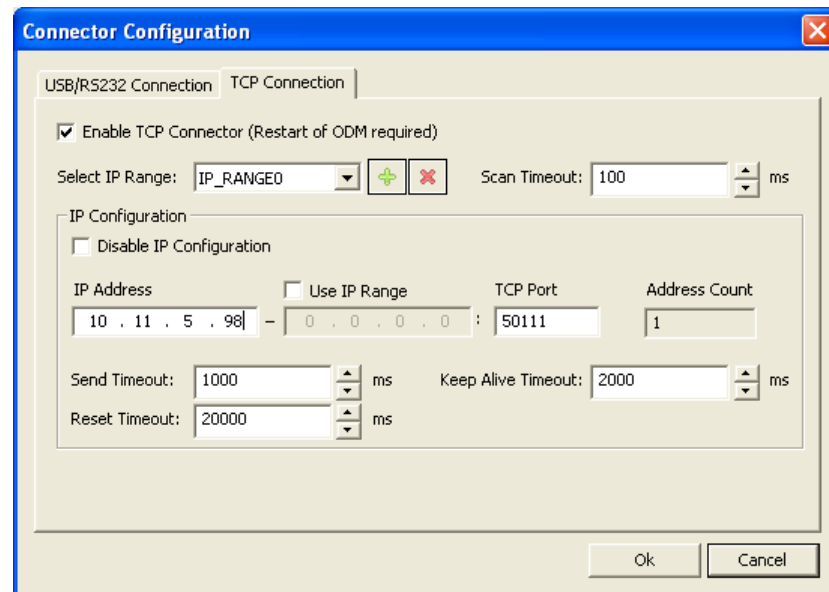 Connector Configuration
USB/RS232 Connection TCP Connection
Enable TCP Connector (Restart of ODM required)
Select IP Range: IP_RANGE0 Scan Timeout: 100 ms
IP Configuration
Disable IP Configuration
IP Address Use IP Range TCP Port Address Count
10 . 11 . 5 . 98 – 0 . 0 . 0 . 0 : 50111 1
Send Timeout: 1000 ms Keep Alive Timeout: 2000 ms
Reset Timeout: 20000 ms
Ok Cancel